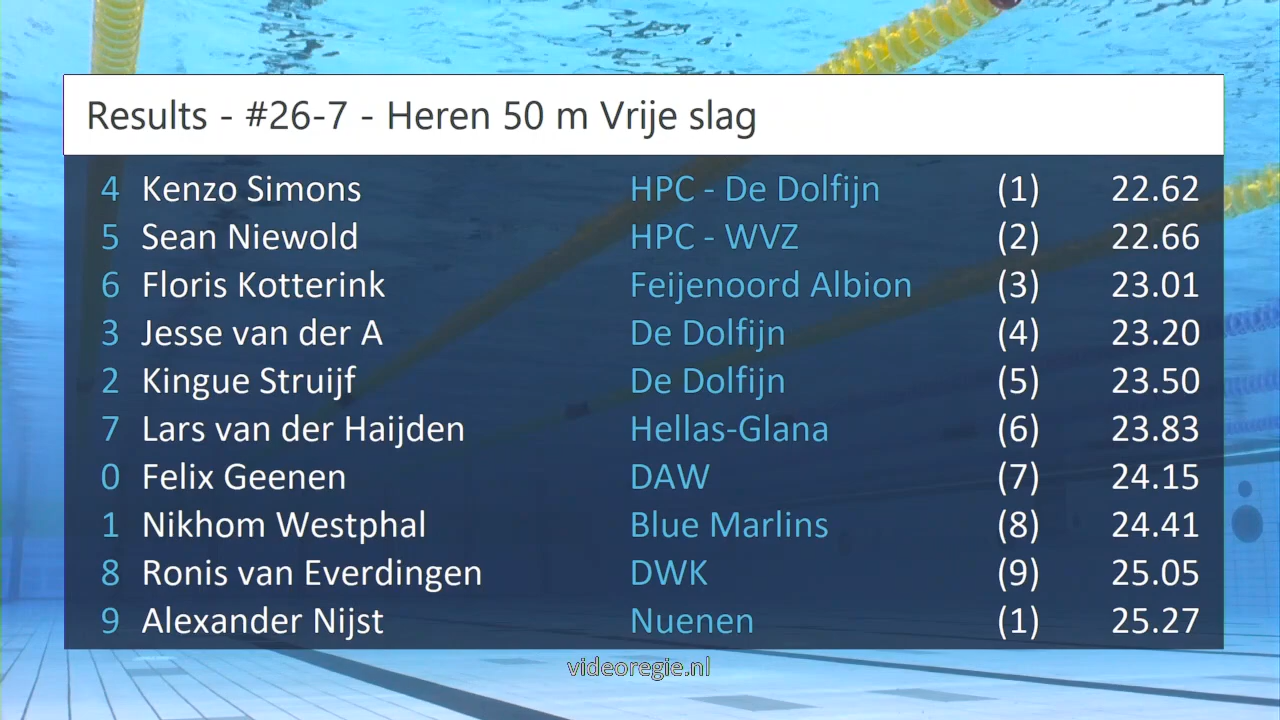 Results - #26-7 - Heren 50 m Vrije slag
4 Kenzo Simons HPC - De Dolfijn (1) 22.62
5 Sean Niewold HPC - WVZ (2) 22.66
6 Floris Kotterink Feijenoord Albion (3) 23.01
3 Jesse van der A De Dolfijn (4) 23.20
2 Kingue Struijf De Dolfijn (5) 23.50
7 Lars van der Haijden Hellas-Glana (6) 23.83
0 Felix Geenen DAW (7) 24.15
1 Nikhom Westphal Blue Marlins (8) 24.41
8 Ronis van Everdingen DWK (9) 25.05
9 Alexander Nijst Nuenen (1) 25.27
videoregie.nl